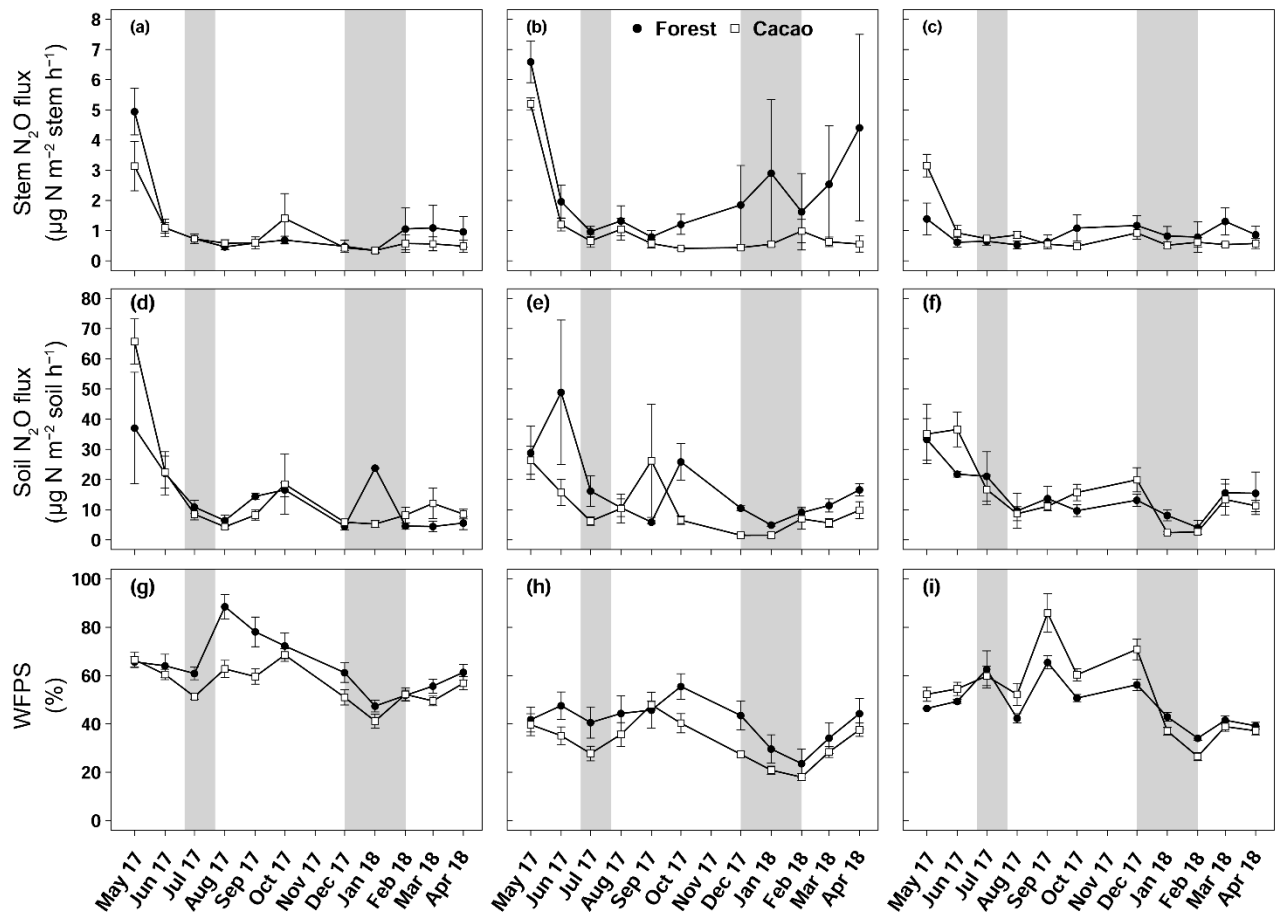 (a)
(b)
● Forest □ Cacao
(c)
8
7
6
5
4
3
2
1
0
Stem N₂O flux
(µg N m⁻² stem h⁻¹)
(d)
(e)
(f)
80
70
60
50
40
30
20
10
0
Soil N₂O flux
(µg N m⁻² soil h⁻¹)
(g)
(h)
(i)
100
80
60
40
20
0
WFPS
(%)
May 17
Jun 17
Jul 17
Aug 17
Sep 17
Oct 17
Nov 17
Dec 17
Jan 18
Feb 18
Mar 18
Apr 18
May 17
Jun 17
Jul 17
Aug 17
Sep 17
Oct 17
Nov 17
Dec 17
Jan 18
Feb 18
Mar 18
Apr 18
May 17
Jun 17
Jul 17
Aug 17
Sep 17
Oct 17
Nov 17
Dec 17
Jan 18
Feb 18
Mar 18
Apr 18